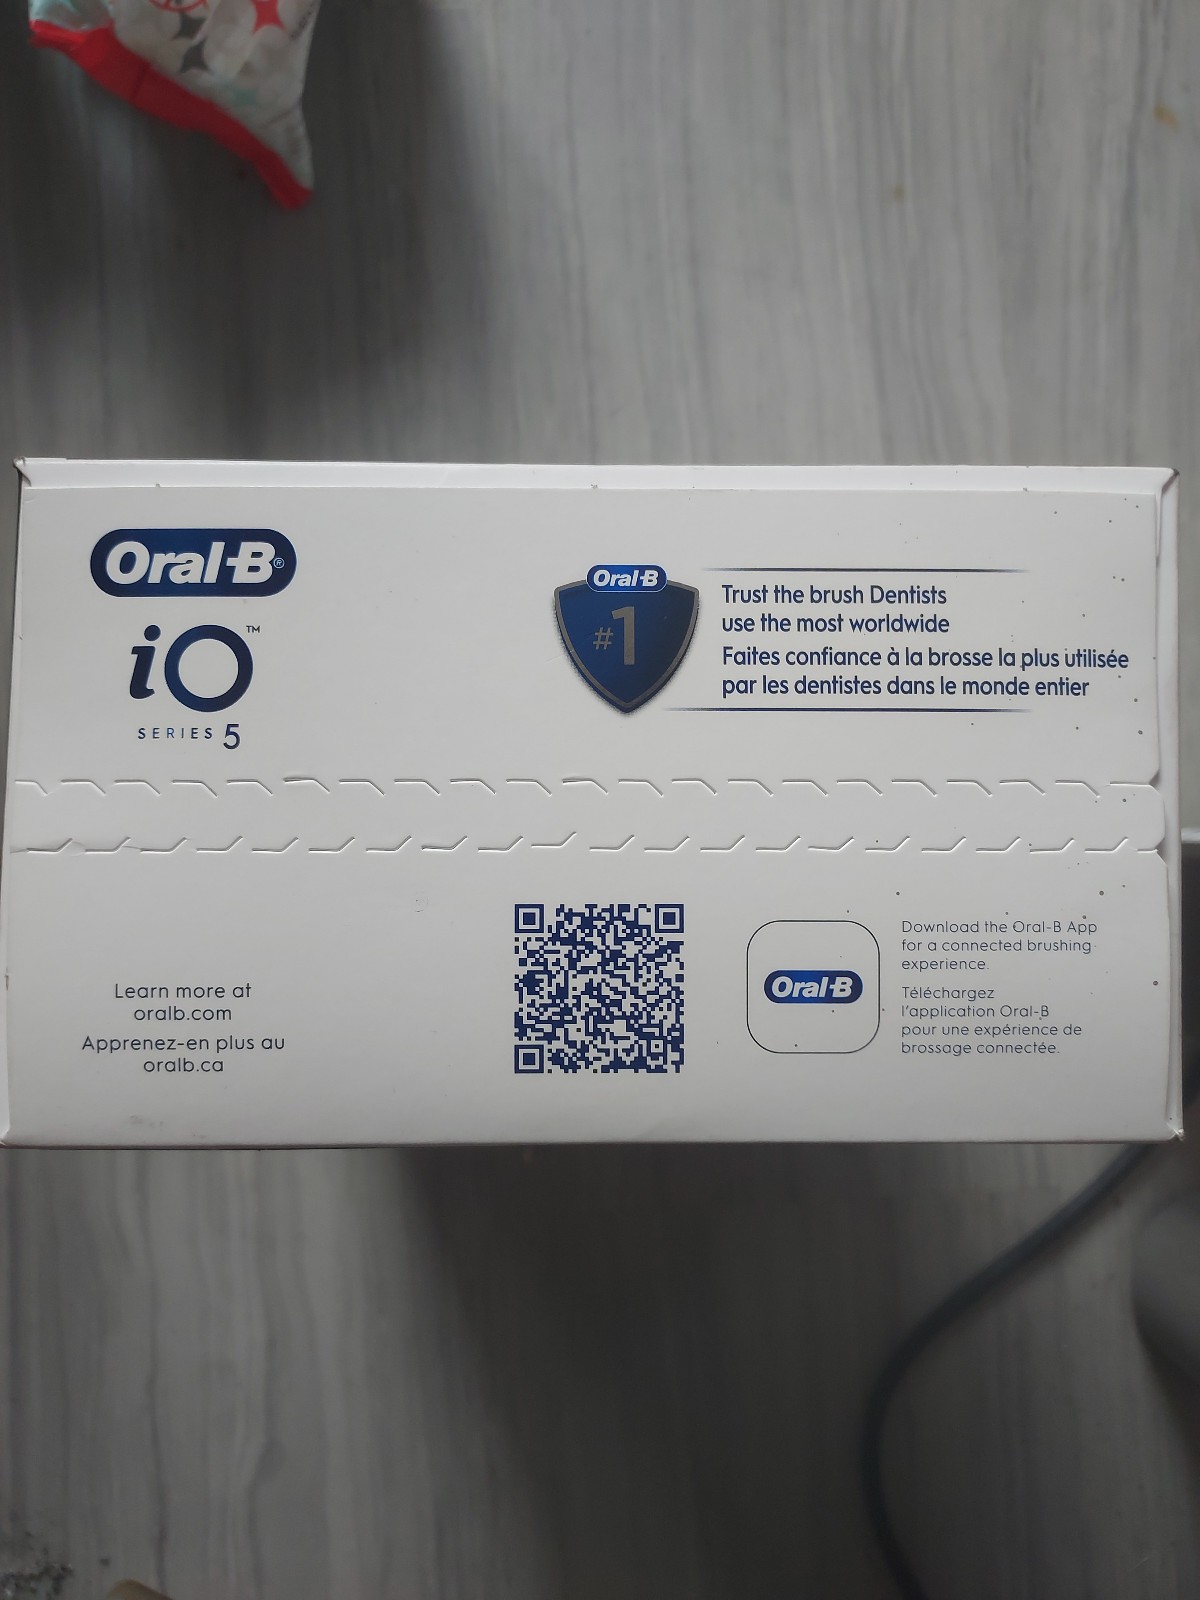 Oral-B®
iO™
SERIES 5
Oral-B
#1
Trust the brush Dentists
use the most worldwide
Faites confiance à la brosse la plus utilisée
par les dentistes dans le monde entier
Learn more at
oralb.com
Apprenez-en plus au
oralb.ca
Oral-B
Download the Oral-B App
for a connected brushing
experience.
Téléchargez
l'application Oral-B
pour une expérience de
brossage connectée.